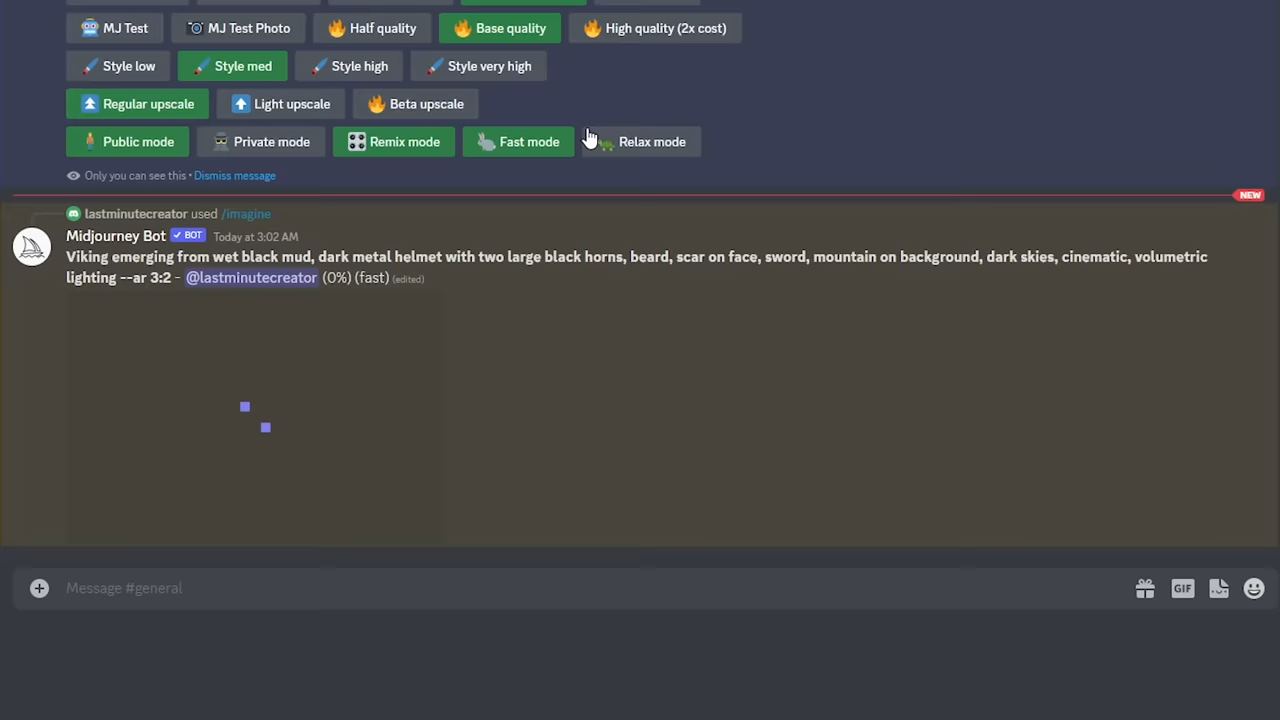 MJ Test MJ Test Photo Half quality Base quality High quality (2x cost)
Style low Style med Style high Style very high
Regular upscale Light upscale Beta upscale
Public mode Private mode Remix mode Fast mode Relax mode
Only you can see this • Dismiss message
NEW
lastminutecreator used /imagine
Midjourney Bot ✓ BOT Today at 3:02 AM
Viking emerging from wet black mud, dark metal helmet with two large black horns, beard, scar on face, sword, mountain on background, dark skies, cinematic, volumetric
lighting --ar 3:2 - @lastminutecreator (0%) (fast) (edited)
Message #general
GIF